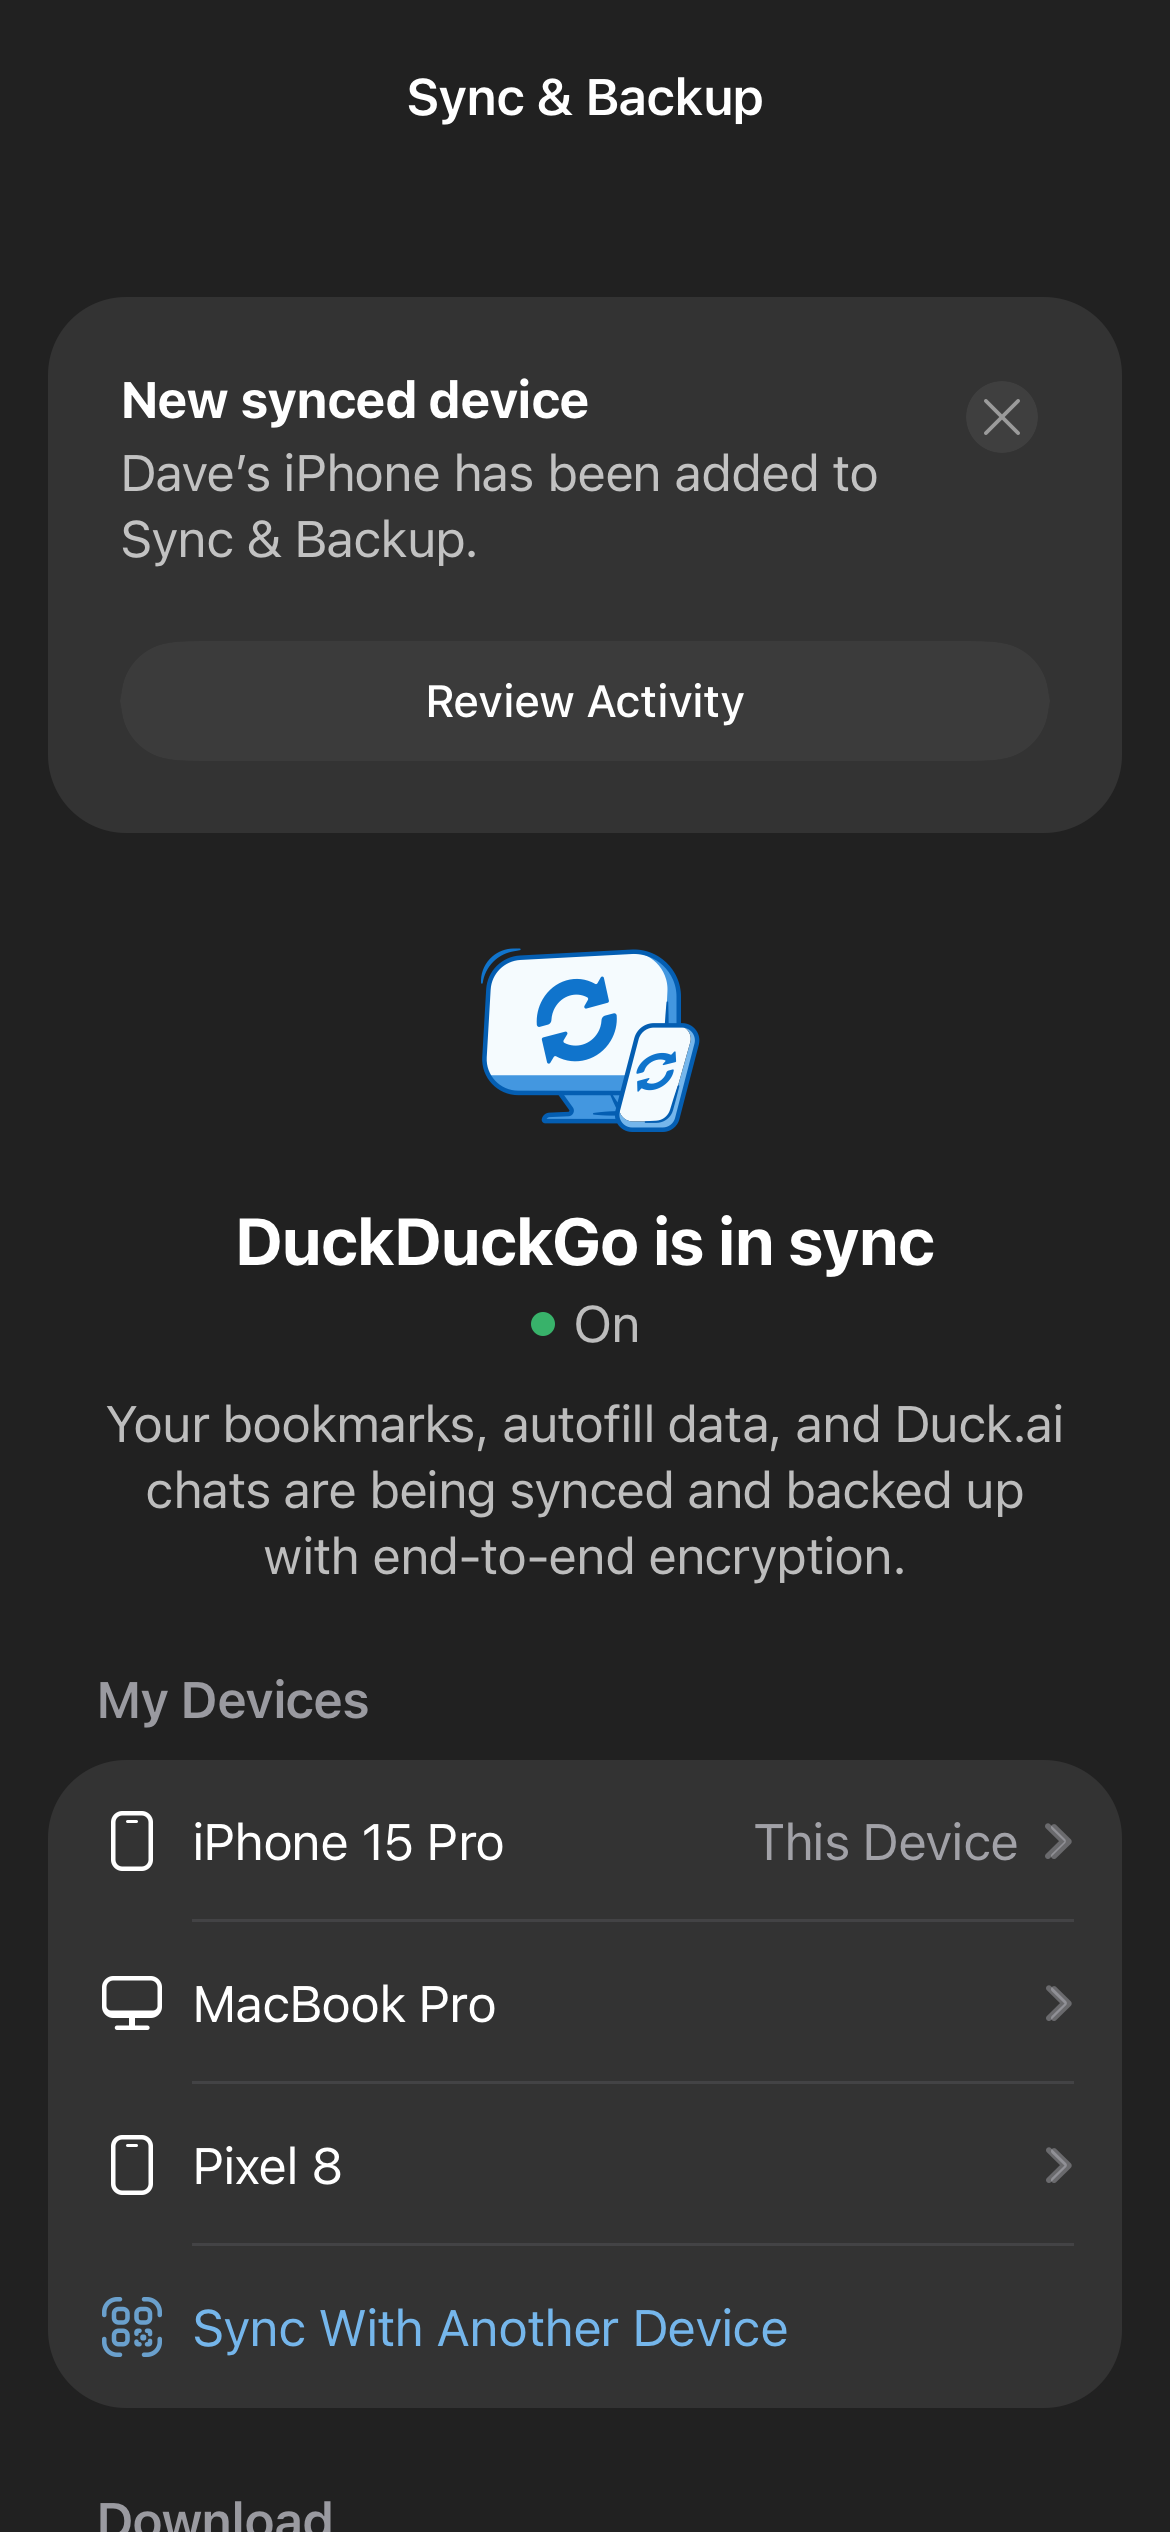 Sync & Backup
New synced device
Dave’s iPhone has been added to
Sync & Backup.
Review Activity
DuckDuckGo is in sync
On
Your bookmarks, autofill data, and Duck.ai
chats are being synced and backed up
with end-to-end encryption.
My Devices
iPhone 15 Pro This Device
MacBook Pro
Pixel 8
Sync With Another Device
Download